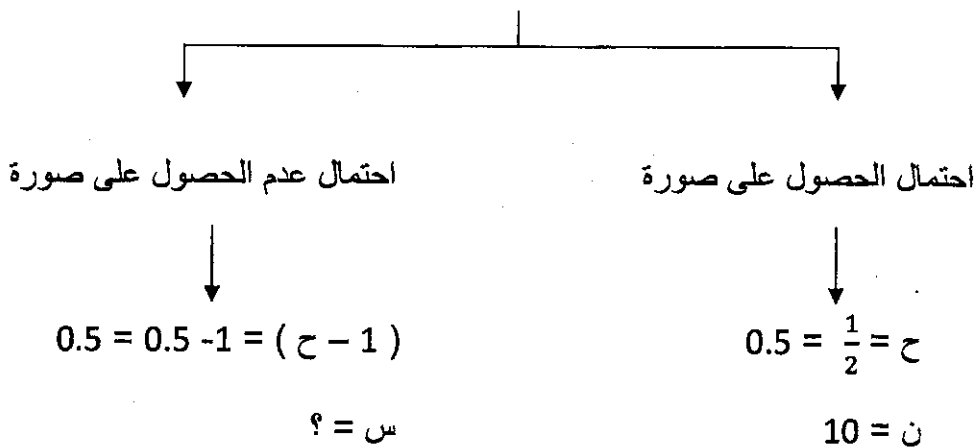 احتمال الحصول على صورة
احتمال عدم الحصول على صورة
ح = 1/2 = 0.5
( 1 – ح ) = 1- 0.5 = 0.5
ن = 10
س = ؟